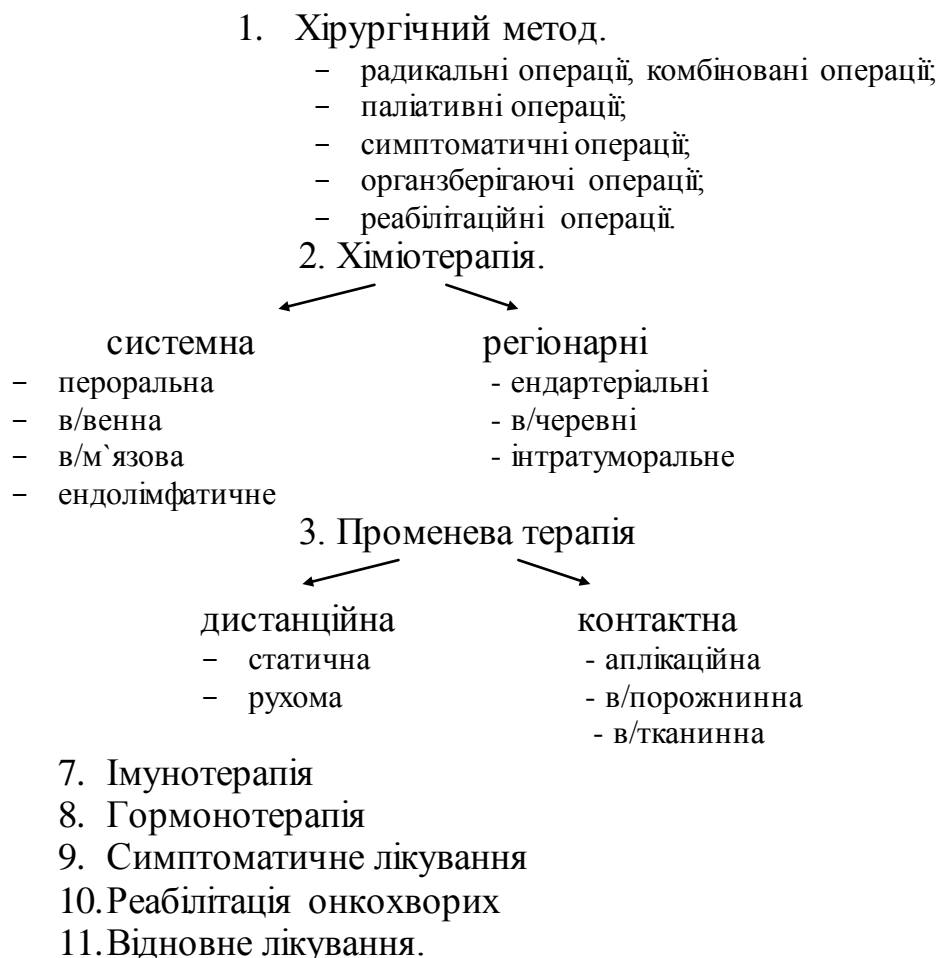 1. Хірургічний метод.
– радикальні операції, комбіновані операції;
– паліативні операції;
– симптоматичні операції;
– органзберігаючі операції;
– реабілітаційні операції.
2. Хіміотерапія.
системна регіонарні
– пероральна - ендартеріальні
– в/венна - в/черевні
– в/м`язова - інтратуморальне
– ендолімфатичне
3. Променева терапія
дистанційна контактна
– статична - аплікаційна
– рухома - в/порожнинна
- в/тканинна
7. Імунотерапія
8. Гормонотерапія
9. Симптоматичне лікування
10. Реабілітація онкохворих
11. Відновне лікування.